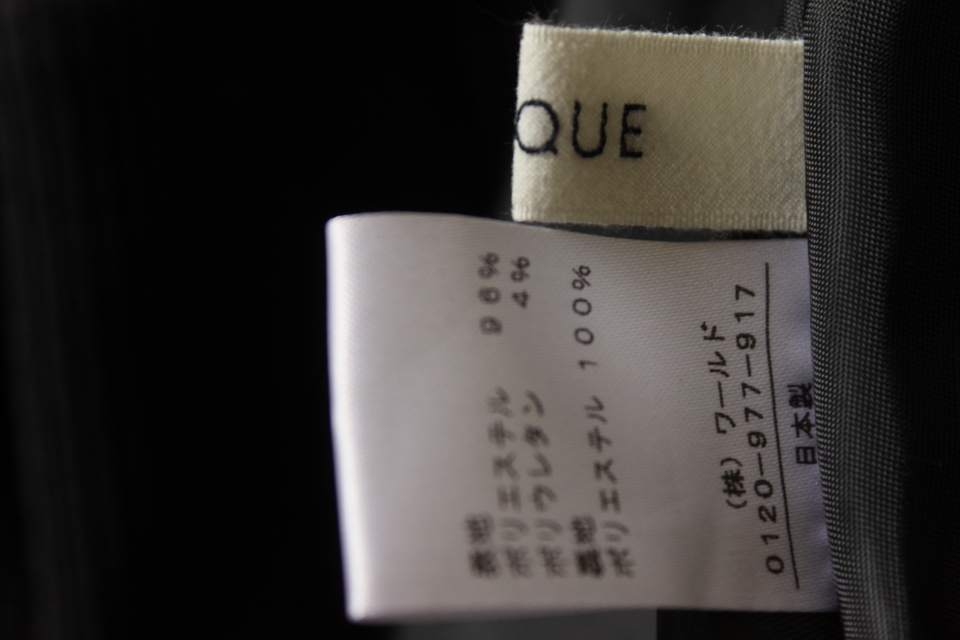 QUE
表地
ポリエステル 96%
ポリウレタン 4%
裏地
ポリエステル 100%
(株) ワールド
0120-977-917
日本製